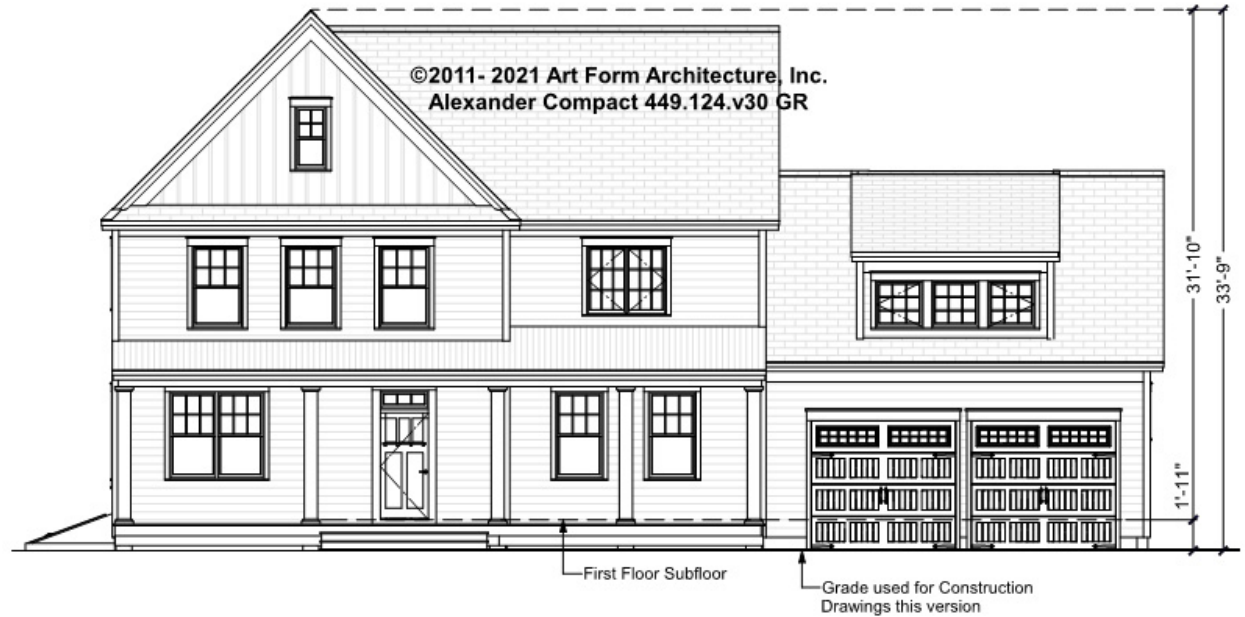 ©2011- 2021 Art Form Architecture, Inc.
Alexander Compact 449.124.v30 GR
31'-10"
33'-9"
1'-11"
First Floor Subfloor
Grade used for Construction
Drawings this version